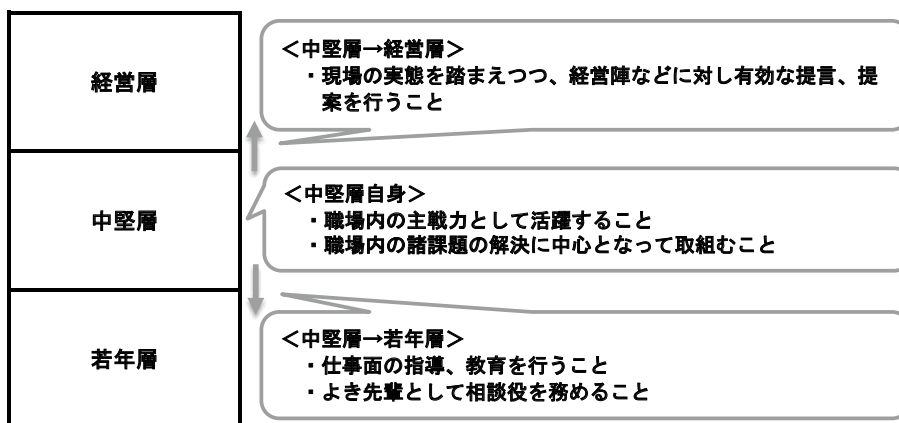 経営層
＜中堅層→経営層＞
・現場の実態を踏まえつつ、経営陣などに対し有効な提言、提
案を行うこと
中堅層
＜中堅層自身＞
・職場内の主戦力として活躍すること
・職場内の諸課題の解決に中心となって取組むこと
若年層
＜中堅層→若年層＞
・仕事面の指導、教育を行うこと
・よき先輩として相談役を務めること